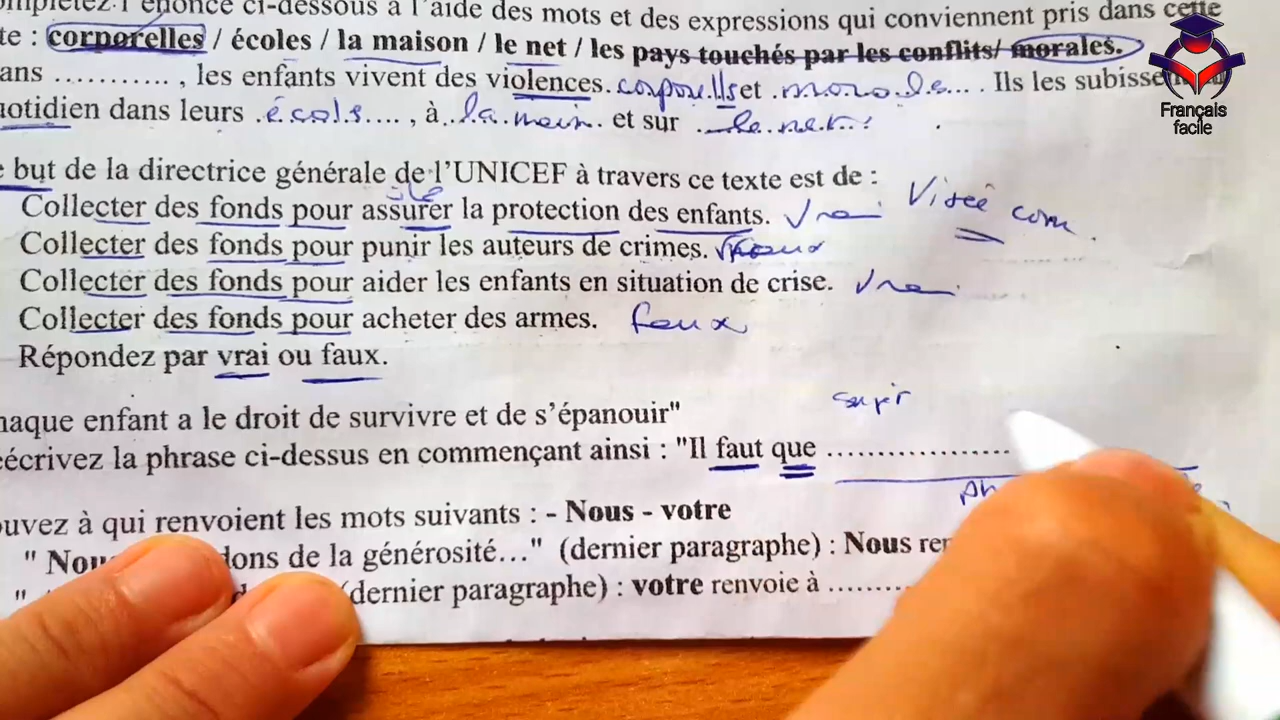 l'énoncé ci-dessous à l'aide des mots et des expressions qui conviennent pris dans cette
te : corporelles / écoles / la maison / le net / les pays touchés par les conflits/ morales.
ans ........... , les enfants vivent des violences. et . Ils les subissent
uotidien dans leurs .écols...., à .la . et sur ..le.net..
e but de la directrice générale de l'UNICEF à travers ce texte est de :
Collecter des fonds pour assurer la protection des enfants. Vrai Visée com
Collecter des fonds pour punir les auteurs de crimes. faux
Collecter des fonds pour aider les enfants en situation de crise. Vrai
Collecter des fonds pour acheter des armes. faux
Répondez par vrai ou faux.
haque enfant a le droit de survivre et de s'épanouir"
éécrivez la phrase ci-dessus en commençant ainsi : "Il faut que ..................
ouvez à qui renvoient les mots suivants : - Nous - votre
" Nou dons de la générosité..." (dernier paragraphe) : Nous ren
" (dernier paragraphe) : votre renvoie à ........
Français
facile